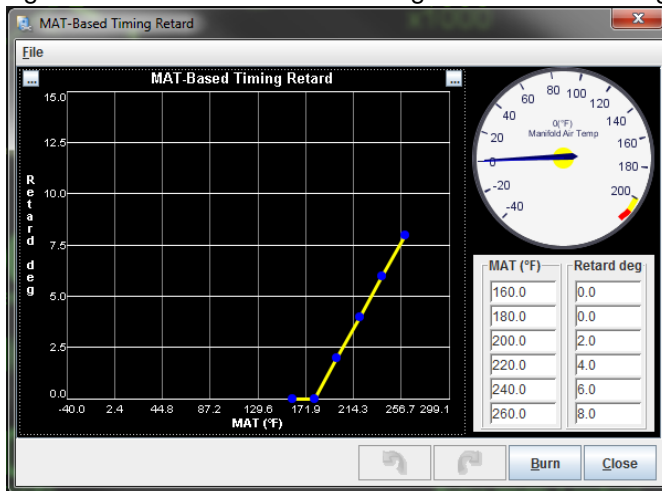 MAT-Based Timing Retard
File
... MAT-Based Timing Retard ...
15.0
12.5
10.0
7.5
5.0
2.5
0.0
Retard deg
-40.0 2.4 44.8 87.2 129.6 171.9 214.3 256.7 299.1
MAT (°F)
-40
-20
0
20
40
60
80
100
120
140
160
180
200
0(°F)
Manifold Air Temp
MAT (°F) Retard deg
160.0 0.0
180.0 0.0
200.0 2.0
220.0 4.0
240.0 6.0
260.0 8.0
Burn Close